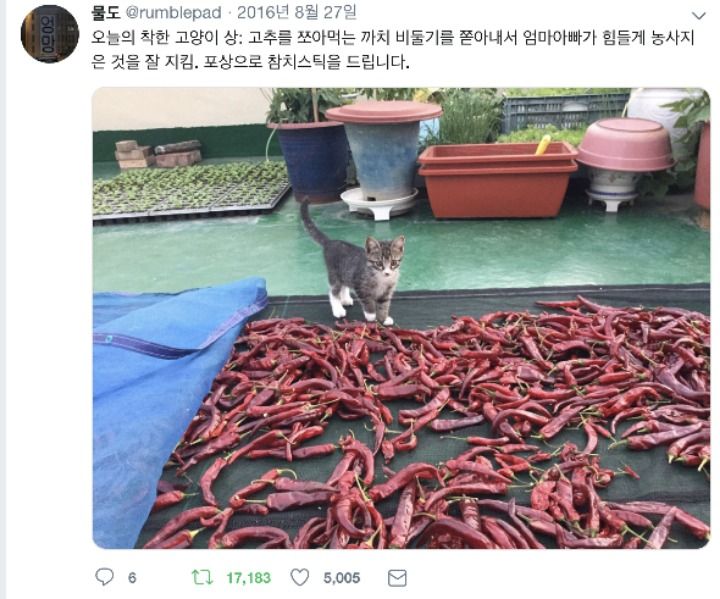 물도 @rumblepad · 2016년 8월 27일
오늘의 착한 고양이 상: 고추를 쪼아먹는 까치 비둘기를 쫃아내서 엄마아빠가 힘들게 농사지
은 것을 잘 지킴. 포상으로 참치스틱을 드립니다.
6 17,183 5,005